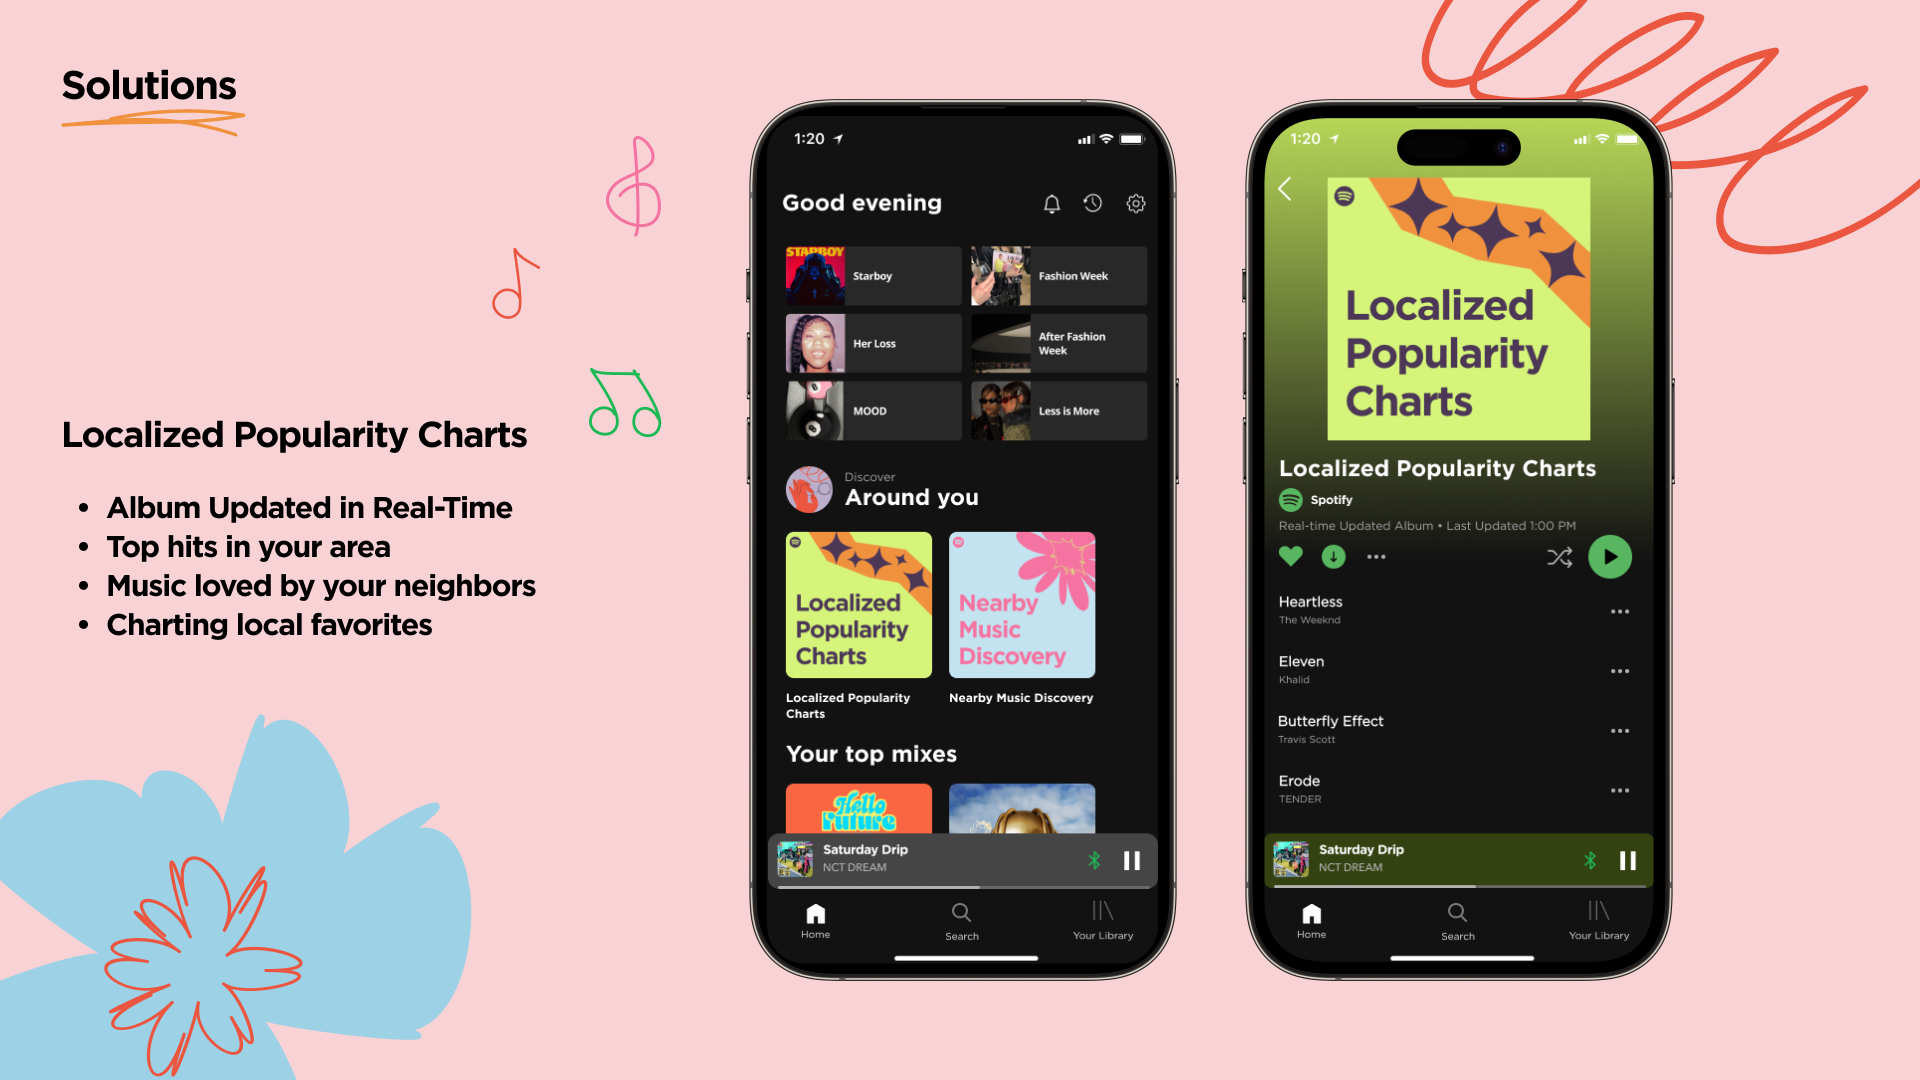 Solutions
Localized Popularity Charts
• Album Updated in Real-Time
• Top hits in your area
• Music loved by your neighbors
• Charting local favorites
1:20
Good evening
STARBOY
Starboy
Fashion Week
Her Loss
After Fashion
Week
MOOD
Less is More
Discover
Around you
Localized
Popularity
Charts
Nearby
Music
Discovery
Localized Popularity
Charts
Nearby Music Discovery
Your top mixes
Hello
Future
Saturday Drip
NCT DREAM
Home
Search
Your Library
1:20
Localized
Popularity
Charts
Localized Popularity Charts
Spotify
Real-time Updated Album • Last Updated 1:00 PM
Heartless
The Weeknd
Eleven
Khalid
Butterfly Effect
Travis Scott
Erode
TENDER
Saturday Drip
NCT DREAM
Home
Search
Your Library